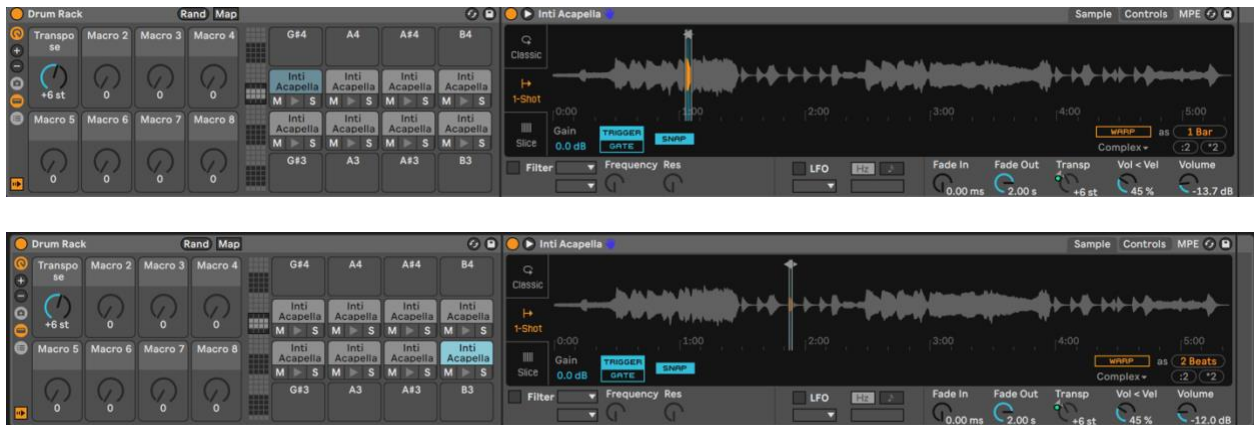 Drum Rack Rand Map Inti Acapella Sample Controls MPE
Transpo Macro 2 Macro 3 Macro 4 G#4 A4 A#4 B4
se
Classic
Inti Inti Inti Inti
Acapella Acapella Acapella Acapella
+6 st 0 0 0 M S M S M S M S
1-Shot
Macro 5 Macro 6 Macro 7 Macro 8 Inti Inti Inti Inti
Acapella Acapella Acapella Acapella
0:00 1:00 2:00 3:00 4:00 5:00
M S M S M S M S
Slice Gain TRIGGER SNAP WARP as 1 Bar
0.0 dB GATE Complex :2 *2
G#3 A3 A#3 B3
0 0 0 0
Filter Frequency Res LFO Hz Fade In Fade Out Transp Vol < Vel Volume
0.00 ms 2.00 s +6 st 45 % -13.7 dB
Drum Rack Rand Map Inti Acapella Sample Controls MPE
Transpo Macro 2 Macro 3 Macro 4 G#4 A4 A#4 B4
se
Classic
Inti Inti Inti Inti
Acapella Acapella Acapella Acapella
+6 st 0 0 0 M S M S M S M S
1-Shot
Macro 5 Macro 6 Macro 7 Macro 8 Inti Inti Inti Inti
Acapella Acapella Acapella Acapella
0:00 1:00 2:00 3:00 4:00 5:00
M S M S M S M S
Slice Gain TRIGGER SNAP WARP as 2 Beats
0.0 dB GATE Complex :2 *2
G#3 A3 A#3 B3
0 0 0 0
Filter Frequency Res LFO Hz Fade In Fade Out Transp Vol < Vel Volume
0.00 ms 2.00 s +6 st 45 % -12.0 dB